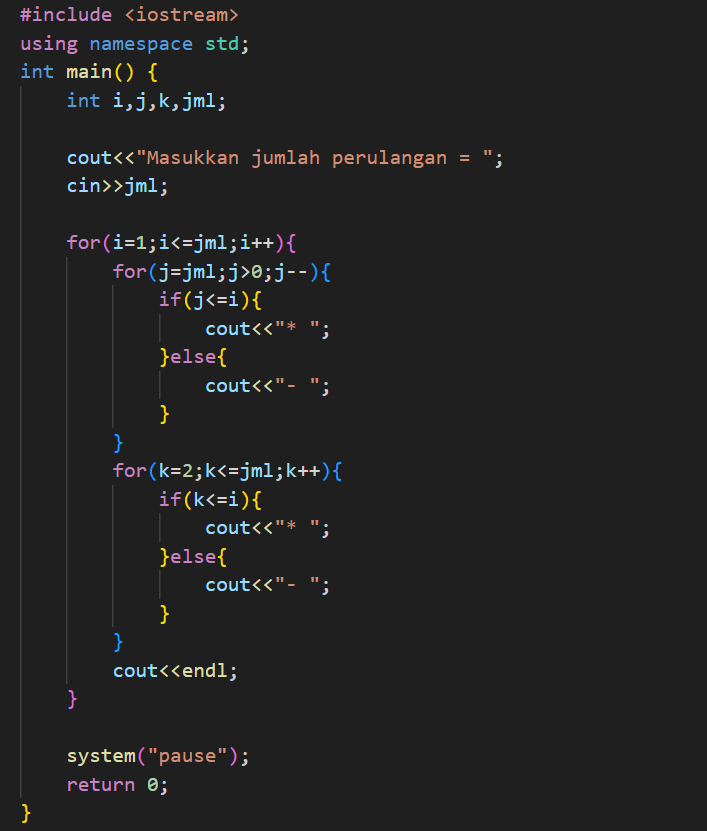 #include <iostream>
using namespace std;
int main() {
    int i,j,k,jml;

    cout<<"Masukkan jumlah perulangan = ";
    cin>>jml;

    for(i=1;i<=jml;i++){
        for(j=jml;j>0;j--){
            if(j<=i){
                cout<<"* ";
            }else{
                cout<<"- ";
            }
        }
        for(k=2;k<=jml;k++){
            if(k<=i){
                cout<<"* ";
            }else{
                cout<<"- ";
            }
        }
        cout<<endl;
    }

    system("pause");
    return 0;
}